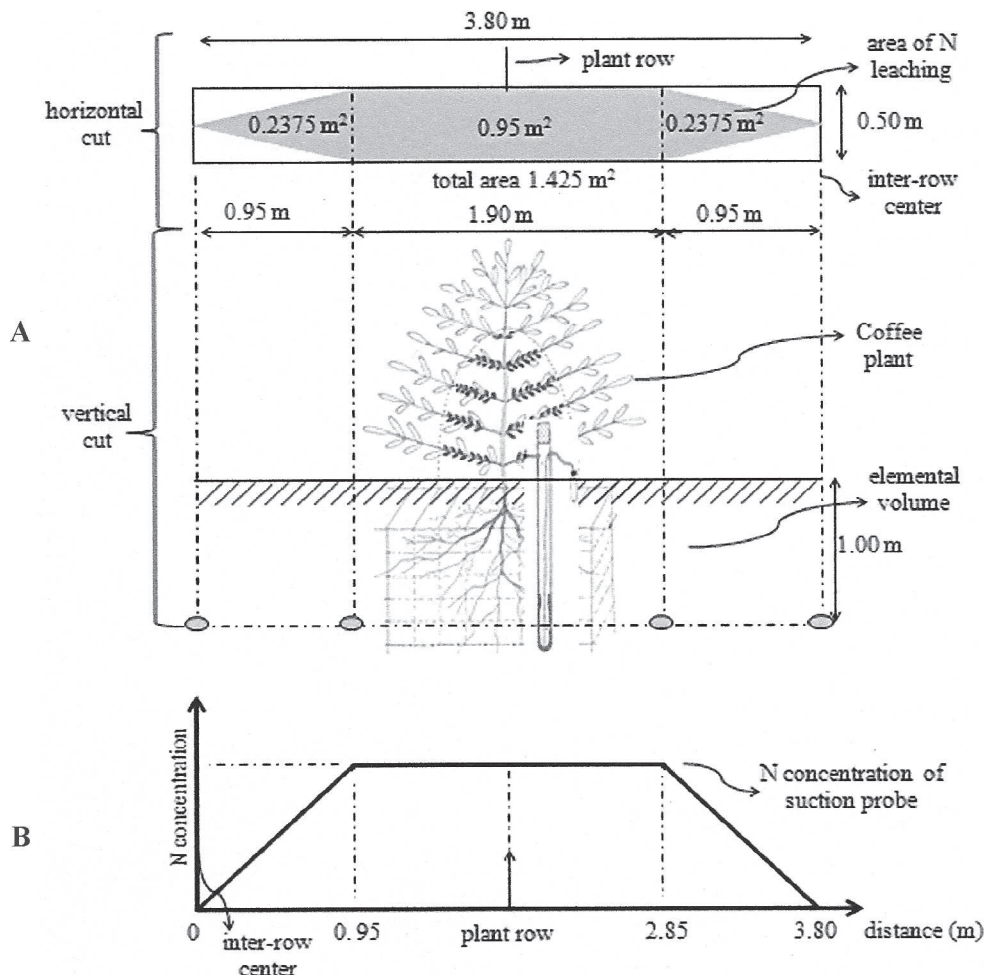 3.80 m
plant row
area of N
leaching
horizontal
cut
0.2375 m²
0.95 m²
0.2375 m²
0.50 m
total area 1.425 m²
inter-row
center
0.95 m
1.90 m
0.95 m
A
Coffee
plant
vertical
cut
elemental
volume
1.00 m
B
N concentration
N concentration of
suction probe
0
0.95
plant row
2.85
3.80
distance (m)
inter-row
center